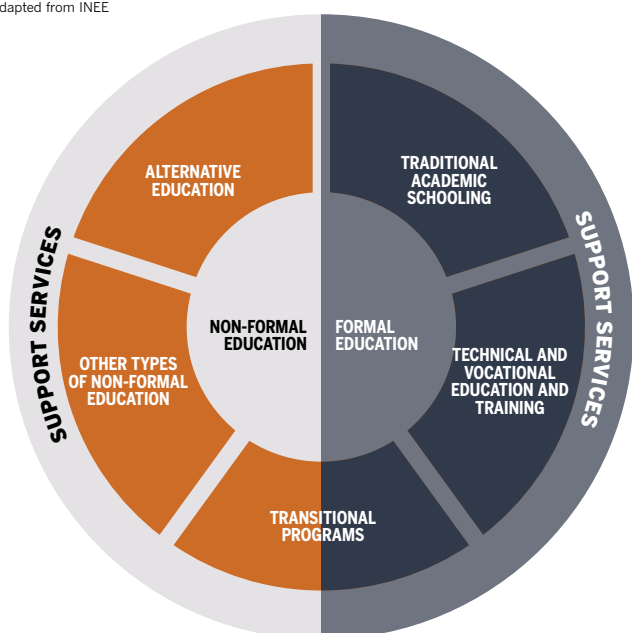 dapted from INEE
ALTERNATIVE
EDUCATION
TRADITIONAL
ACADEMIC
SCHOOLING
SUPPORT SERVICES
SUPPORT SERVICES
NON-FORMAL
EDUCATION
FORMAL
EDUCATION
OTHER TYPES
OF NON-FORMAL
EDUCATION
TECHNICAL AND
VOCATIONAL
EDUCATION AND
TRAINING
TRANSITIONAL
PROGRAMS